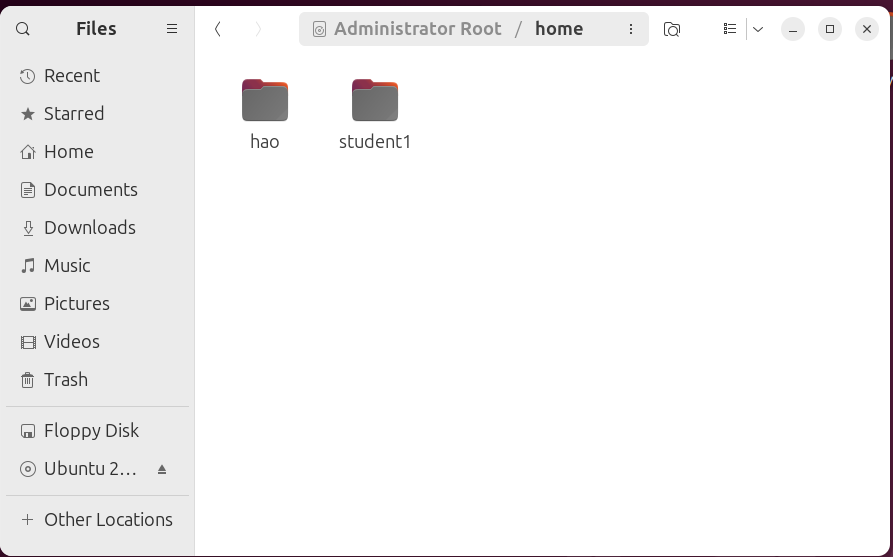 Files
Administrator Root / home
Recent
Starred
Home
Documents
Downloads
Music
Pictures
Videos
Trash
Floppy Disk
Ubuntu 2…
Other Locations
hao
student1